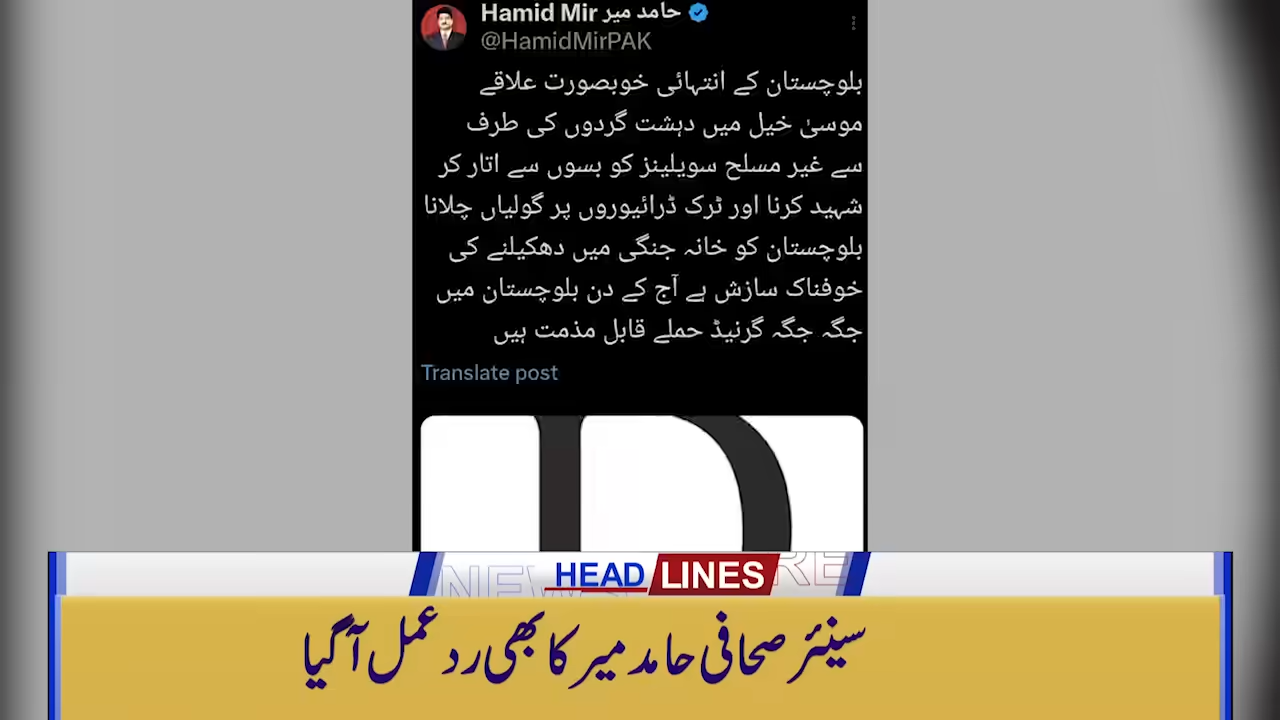 Hamid Mir حامد میر
@HamidMirPAK
بلوچستان کے انتہائی خوبصورت علاقے
موسیٰ خیل میں دہشت گردوں کی طرف
سے غیر مسلح سویلینز کو بسوں سے اتار کر
شہید کرنا اور ٹرک ڈرائیوروں پر گولیاں چلانا
بلوچستان کو خانہ جنگی میں دھکیلنے کی
خوفناک سازش ہے آج کے دن بلوچستان میں
جگہ جگہ گرنیڈ حملے قابل مذمت ہیں
Translate post
HEAD LINES
سینئر صحافی حامد میر کا بھی رد عمل آگیا